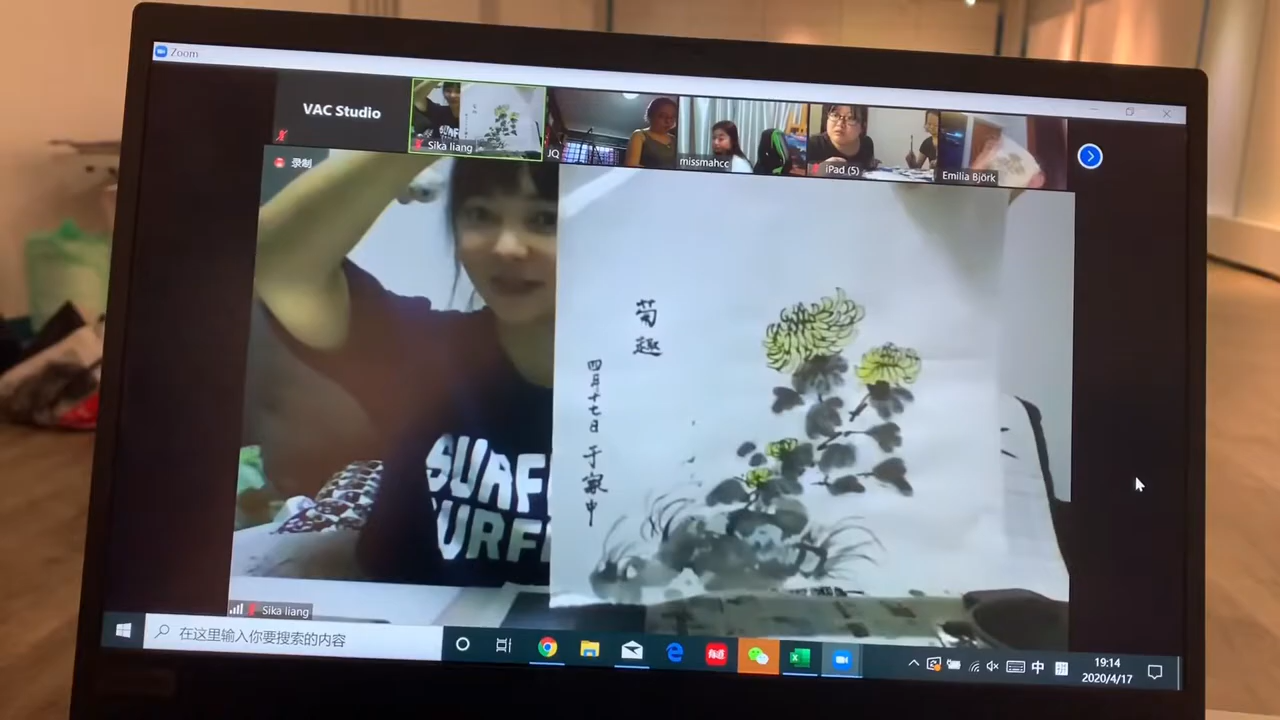 Zoom
VAC Studio
Sika liang
JQ
missmahcc
iPad (5)
Emilia Björk
录制
菊趣
四月十七日于家中
SURF
SURF
Sika liang
在这里输入你要搜索的内容
中
19:14
2020/4/17